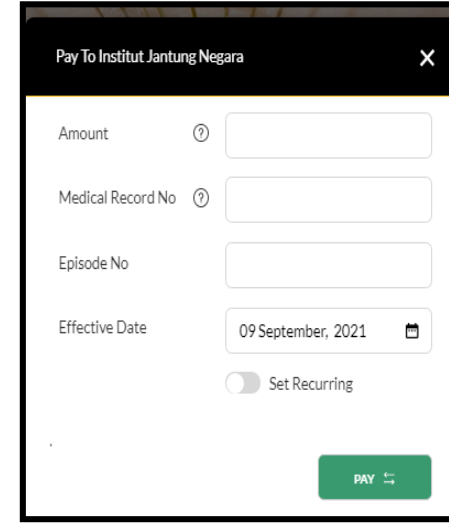 Pay To Institut Jantung Negara X
Amount ?
Medical Record No ?
Episode No
Effective Date 09 September, 2021
Set Recurring
.
PAY